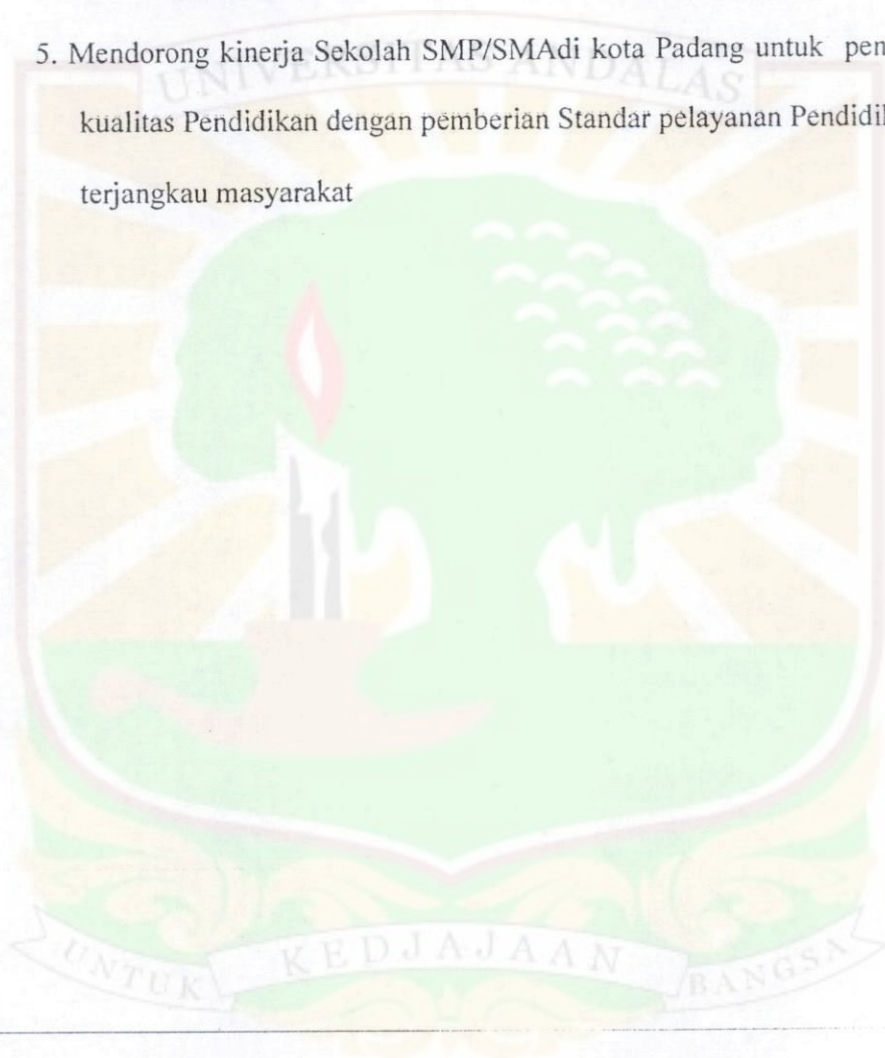 UNIVERSITAS ANDALAS
5. Mendorong kinerja Sekolah SMP/SMAdi kota Padang untuk pen
kualitas Pendidikan dengan pemberian Standar pelayanan Pendidi
terjangkau masyarakat
UNTUK KEDJAJAAN BANGSA